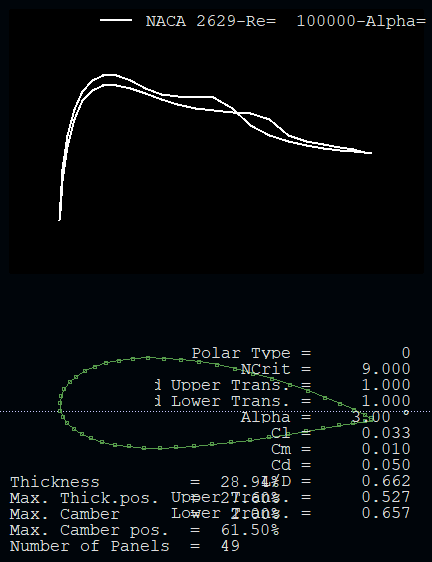 NACA 2629-Re=  100000-Alpha=
Polar Type = 0
NCrit = 9.000
d Upper Trans. = 1.000
d Lower Trans. = 1.000
Alpha = 3.00 °
Cl = 0.033
Cm = 0.010
Cd = 0.050
Thickness = 28.94% L/D = 0.662
Max. Thick.pos. = 27.60% Upper Trans. = 0.527
Max. Camber = 2.00% Lower Trans. = 0.657
Max. Camber pos. = 61.50%
Number of Panels = 49